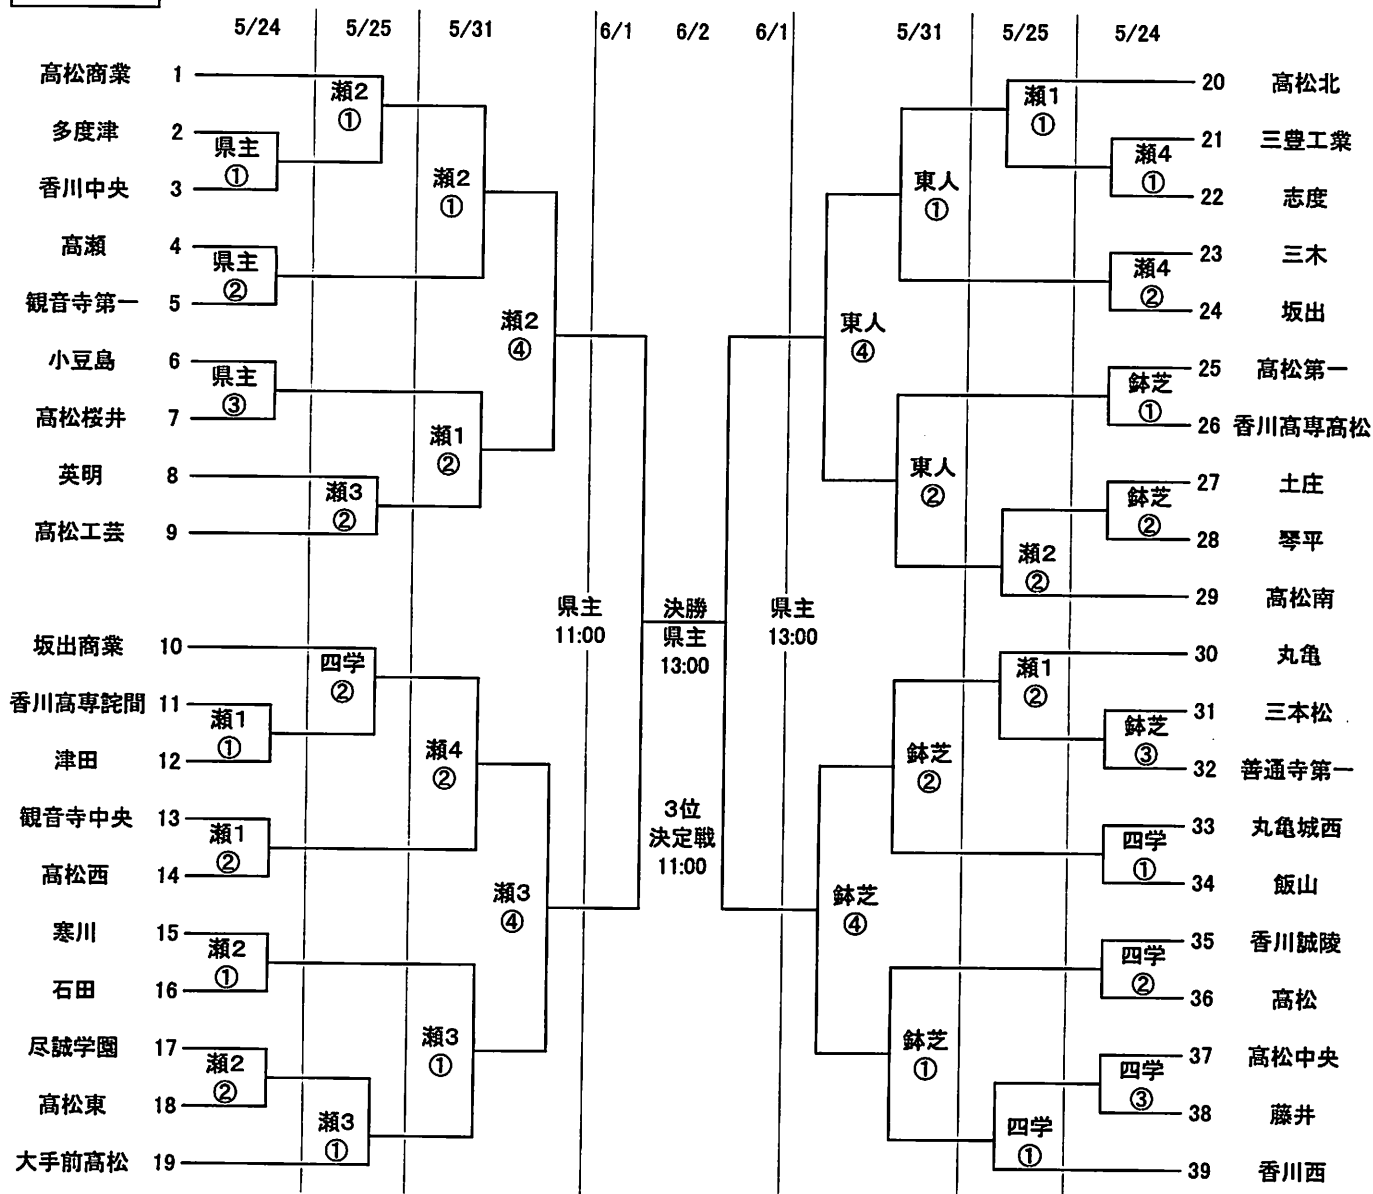 5/24 5/25 5/31 6/1 6/2 6/1 5/31 5/25 5/24
高松商業 1
多度津 2
香川中央 3
高瀬 4
観音寺第一 5
小豆島 6
高松桜井 7
英明 8
高松工芸 9
坂出商業 10
香川高専詫間 11
津田 12
観音寺中央 13
高松西 14
寒川 15
石田 16
尽誠学園 17
高松東 18
大手前高松 19
県主
①
県主
②
県主
③
瀬1
①
瀬1
②
瀬2
①
瀬2
②
瀬2
①
瀬3
②
四学
②
瀬3
①
瀬2
①
瀬1
②
瀬4
②
瀬3
①
瀬2
④
瀬3
④
県主
11:00
決勝
県主
13:00
3位
決定戦
11:00
県主
13:00
東人
④
鉢芝
④
東人
①
東人
②
鉢芝
②
鉢芝
①
瀬1
①
瀬2
②
瀬1
②
四学
①
瀬4
①
瀬4
②
鉢芝
①
鉢芝
②
鉢芝
③
四学
①
四学
②
四学
③
20 高松北
21 三豊工業
22 志度
23 三木
24 坂出
25 高松第一
26 香川高専高松
27 土庄
28 琴平
29 高松南
30 丸亀
31 三本松
32 善通寺第一
33 丸亀城西
34 飯山
35 香川誠陵
36 高松
37 高松中央
38 藤井
39 香川西